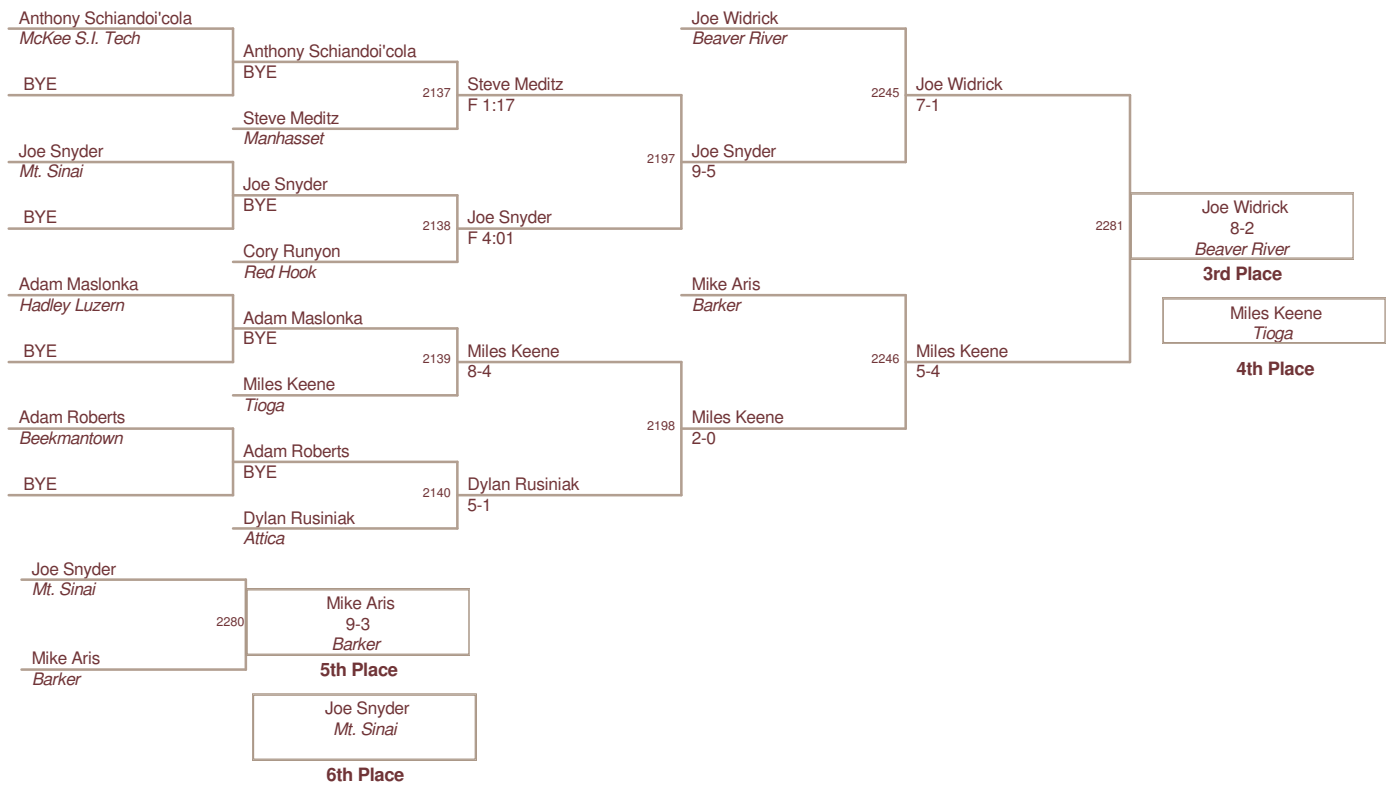 Anthony Schiandoi'cola
McKee S.I. Tech
BYE
Joe Snyder
Mt. Sinai
BYE
Adam Maslonka
Hadley Luzern
BYE
Adam Roberts
Beekmantown
BYE
Anthony Schiandoi'cola
BYE
2137
Steve Meditz
Manhasset
Joe Snyder
BYE
2138
Cory Runyon
Red Hook
Adam Maslonka
BYE
2139
Miles Keene
Tioga
Adam Roberts
BYE
2140
Dylan Rusiniak
Attica
Steve Meditz
F 1:17
2197
Joe Snyder
F 4:01
Miles Keene
8-4
2198
Dylan Rusiniak
5-1
Joe Widrick
Beaver River
2245
Joe Snyder
9-5
Mike Aris
Barker
2246
Miles Keene
2-0
Joe Widrick
7-1
2281
Miles Keene
5-4
Joe Widrick
8-2
Beaver River
3rd Place
Miles Keene
Tioga
4th Place
Joe Snyder
Mt. Sinai
2280
Mike Aris
Barker
Mike Aris
9-3
Barker
5th Place
Joe Snyder
Mt. Sinai
6th Place